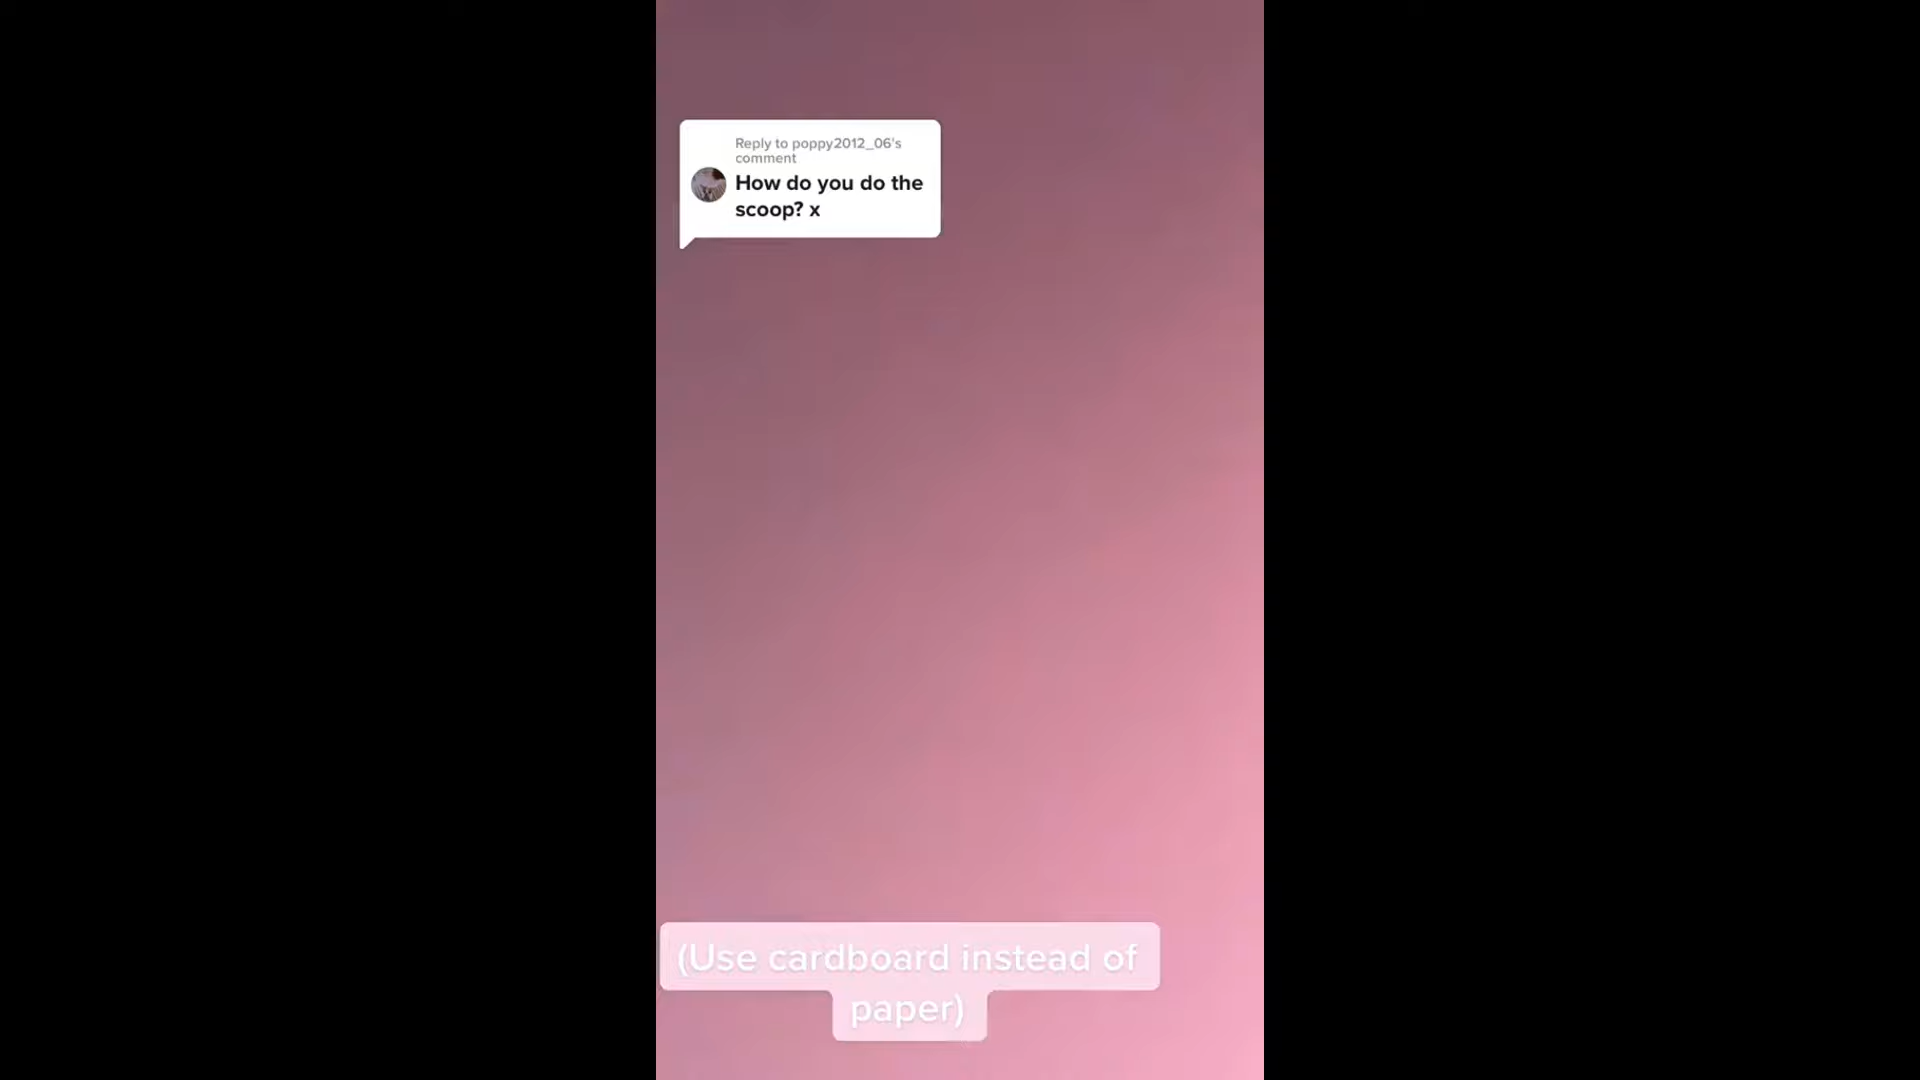 Reply to poppy2012_06's
comment
How do you do the
scoop? x
(Use cardboard instead of
paper)